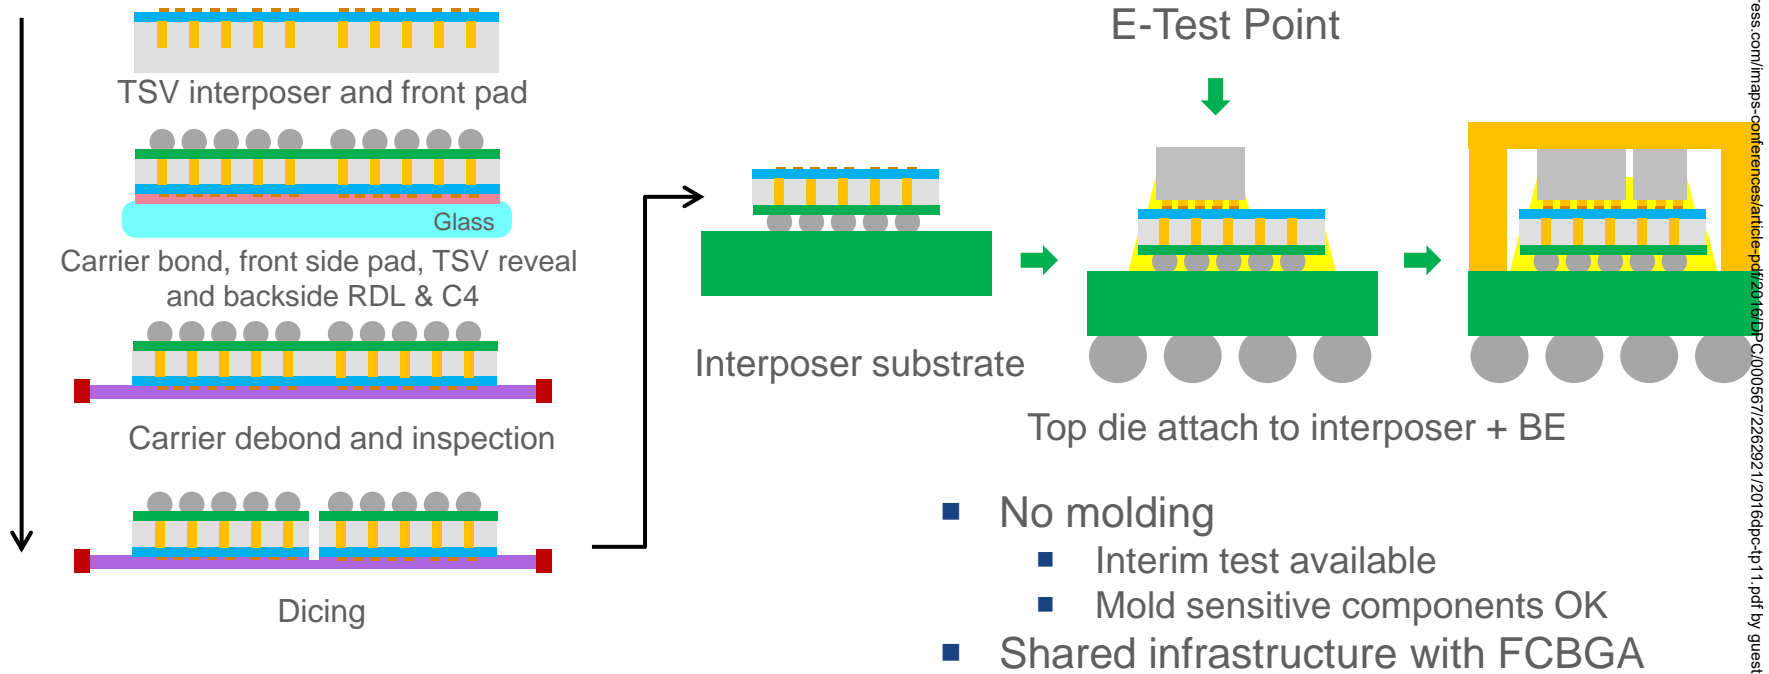 TSV interposer and front pad
Glass
Carrier bond, front side pad, TSV reveal
and backside RDL & C4
Carrier debond and inspection
Dicing
E-Test Point
Interposer substrate
Top die attach to interposer + BE
No molding
Interim test available
Mold sensitive components OK
Shared infrastructure with FCBGA
ess.com/imaps-conferences/article-pdf/2016/DPC/000567/2262921/2016dpc-tp11.pdf by guest